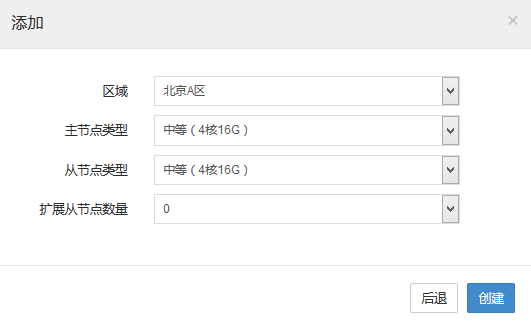 添加
×
区域 北京A区
主节点类型 中等（4核16G）
从节点类型 中等（4核16G）
扩展从节点数量 0
后退 创建